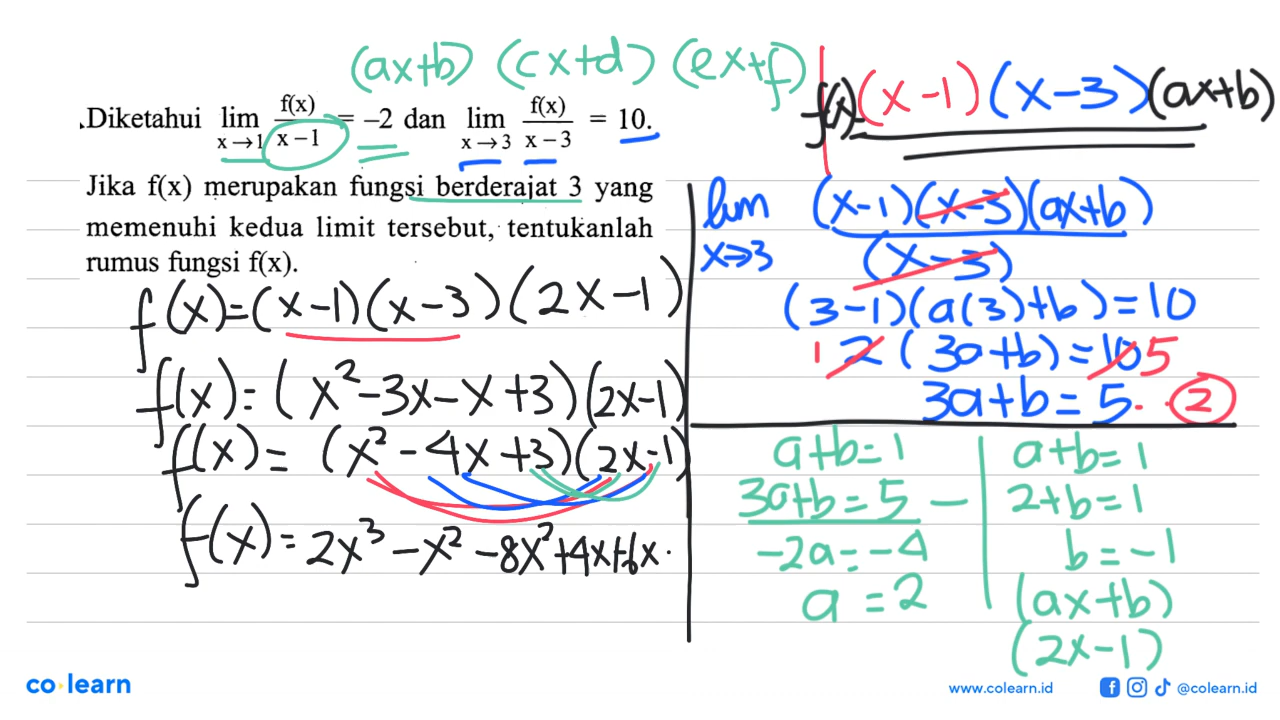 (ax+b) (cx+d) (ex+f)
Diketahui lim x→1 f(x)/x − 1 = −2 dan lim x→3 f(x)/x − 3 = 10.
Jika f(x) merupakan fungsi berderajat 3 yang
memenuhi kedua limit tersebut, tentukanlah
rumus fungsi f(x).
f(x)=(x-1)(x-3)(2x-1)
f(x)=(x²-3x-x+3)(2x-1)
f(x)=(x²-4x+3)(2x-1)
f(x)=2x³-x²-8x²+4x+6x.
f(x)=(x-1)(x-3)(ax+b)
lim x→3 (x-1)(x-3)(ax+b)/(x-3)
(3-1)(a(3)+b)=10
1 2(3a+b)=10 5
3a+b=5. . 2
a+b=1
3a+b=5 -
-2a=-4
a=2
a+b=1
2+b=1
b=-1
(ax+b)
(2x-1)
co learn
www.colearn.id @colearn.id